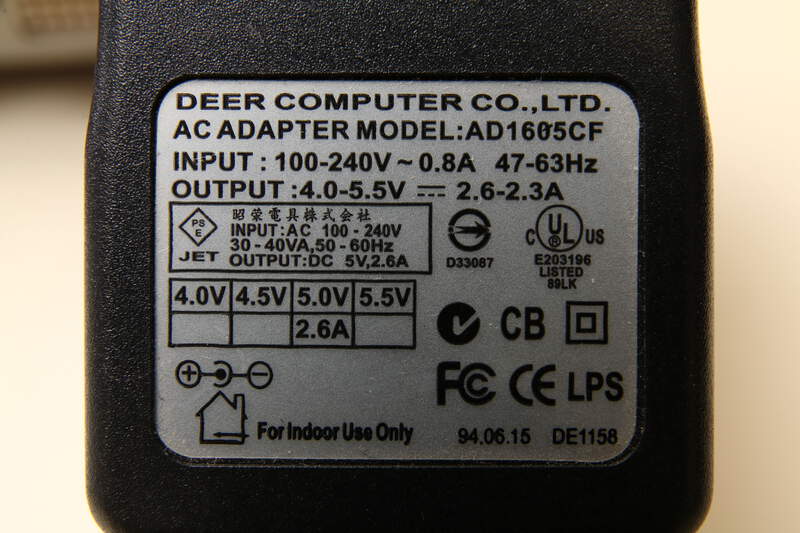 DEER COMPUTER CO.,LTD.
AC ADAPTER MODEL:AD1605CF
INPUT : 100-240V ~ 0.8A 47-63Hz
OUTPUT :4.0-5.5V ⎓ 2.6-2.3A
PS
E
JET
昭荣電具株式会社
INPUT:AC 100 - 240V
30 - 40VA,50 - 60Hz
OUTPUT:DC 5V,2.6A
D33087
C UL US
®
E203196
LISTED
89LK
4.0V 4.5V 5.0V 5.5V
2.6A
CB
FC CE LPS
For Indoor Use Only
94.06.15 DE1158